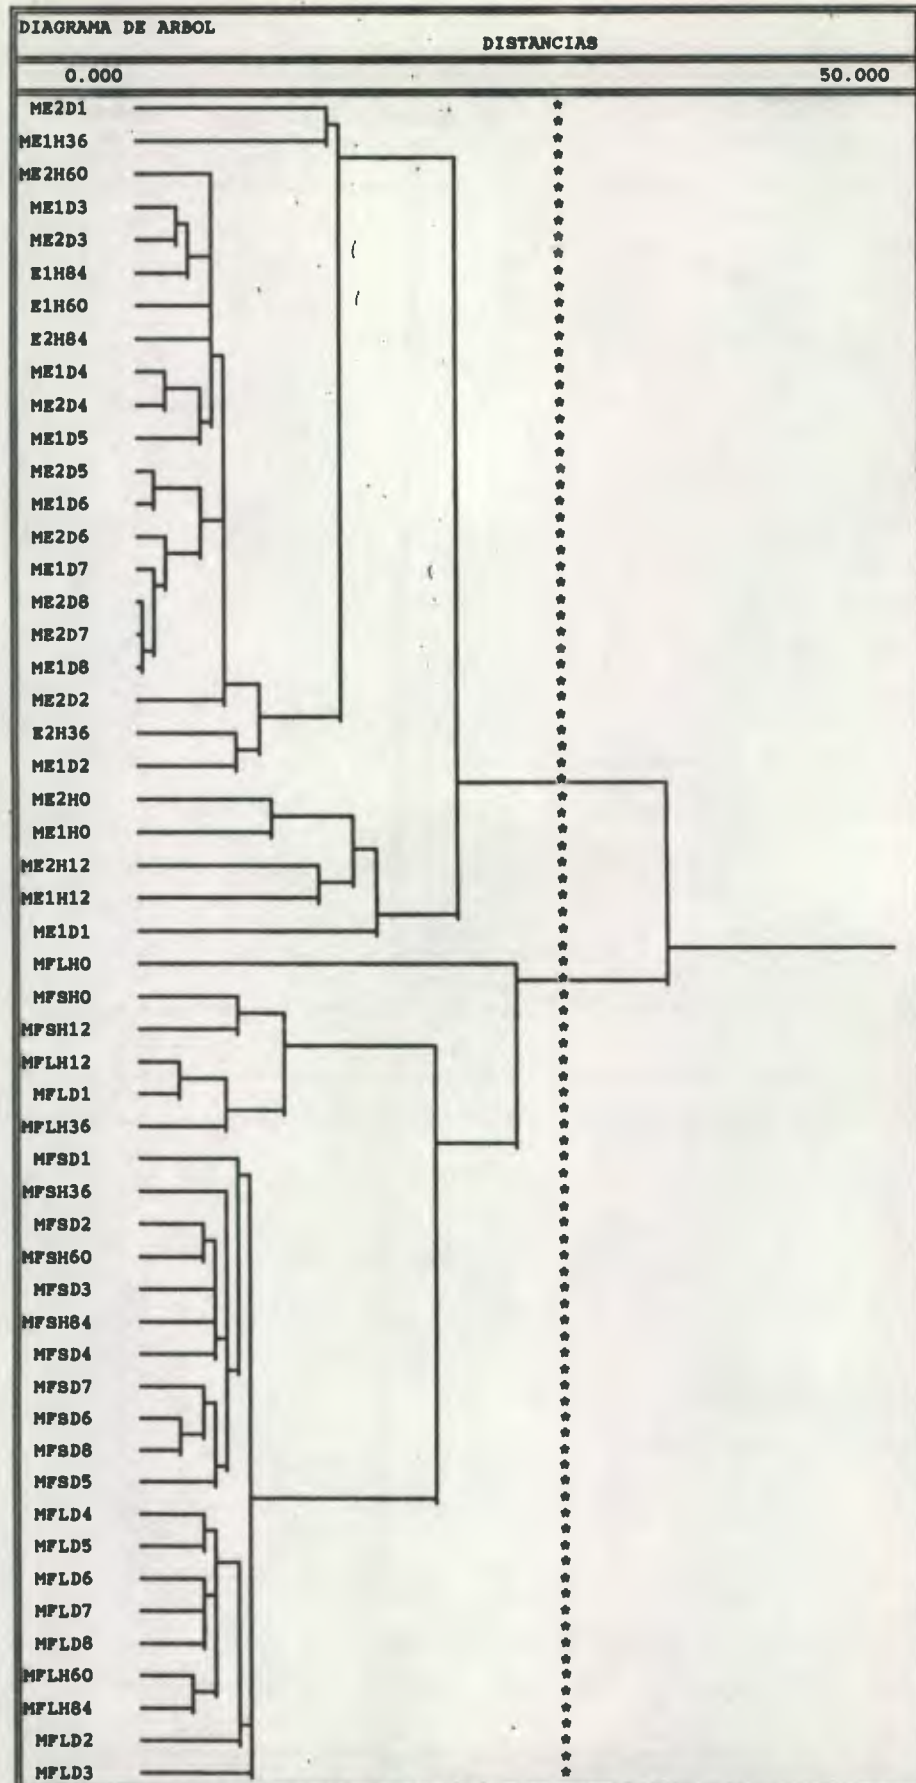 DIAGRAMA DE ARBOL
DISTANCIAS
0.000 50.000
ME2D1
ME1H36
ME2H60
ME1D3
ME2D3
E1H84
E1H60
E2H84
ME1D4
ME2D4
ME1D5
ME2D5
ME1D6
ME2D6
ME1D7
ME2D8
ME2D7
ME1D8
ME2D2
E2H36
ME1D2
ME2H0
ME1H0
ME2H12
ME1H12
ME1D1
MFLH0
MFSH0
MFSH12
MFLH12
MFLD1
MFLH36
MFSD1
MFSH36
MFSD2
MFSH60
MFSD3
MFSH84
MFSD4
MFSD7
MFSD6
MFSD8
MFSD5
MFLD4
MFLD5
MFLD6
MFLD7
MFLD8
MFLH60
MFLH84
MFLD2
MFLD3